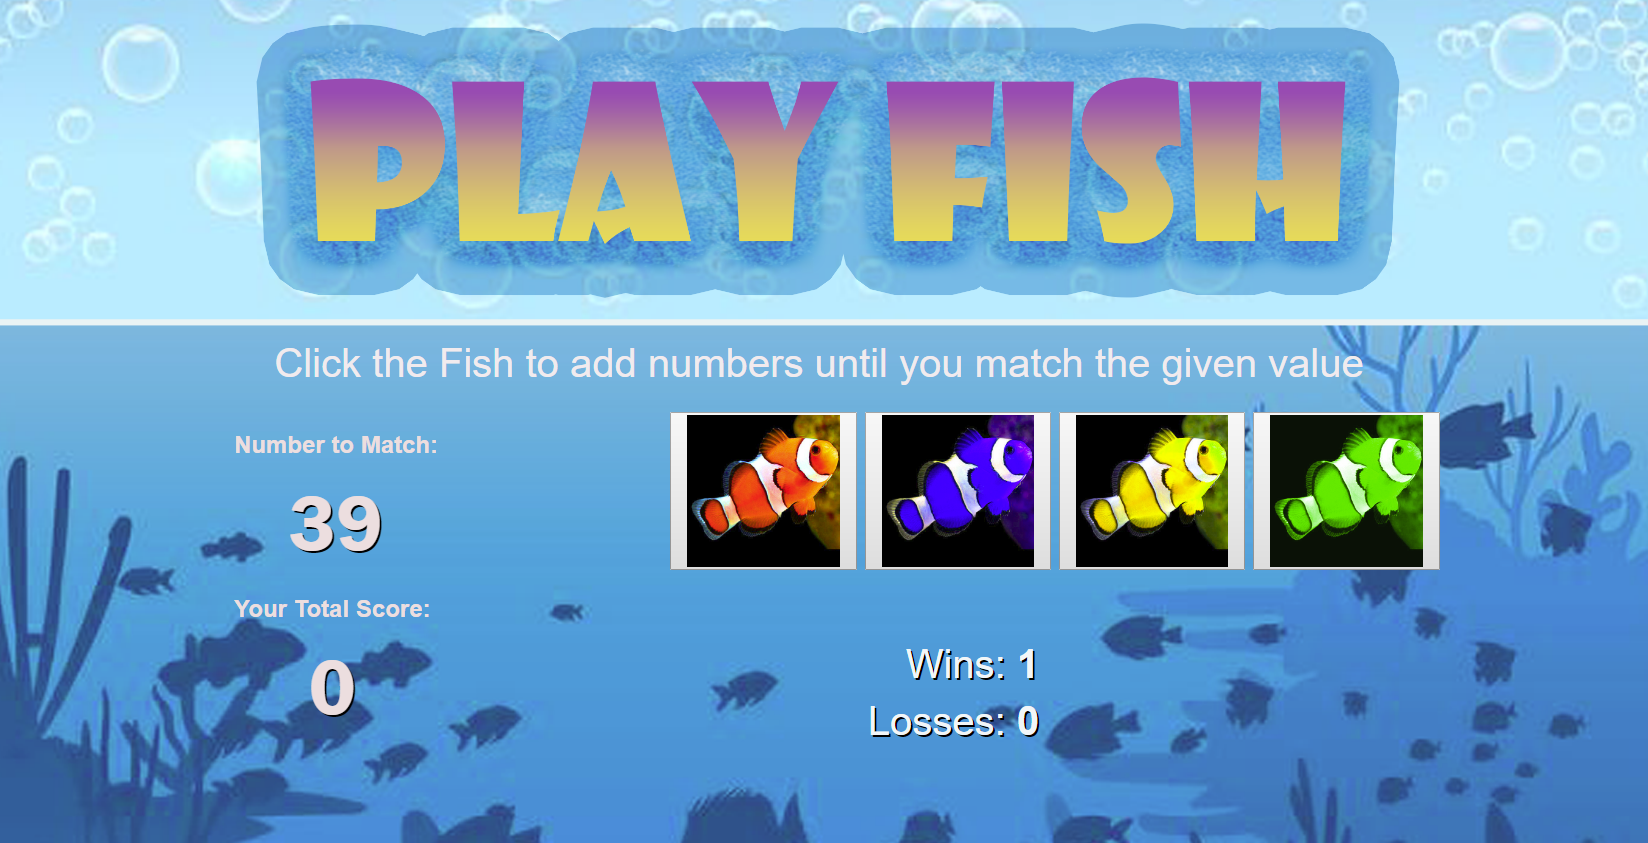 PLAY FISH
Click the Fish to add numbers until you match the given value
Number to Match:
39
Your Total Score:
0
Wins: 1
Losses: 0